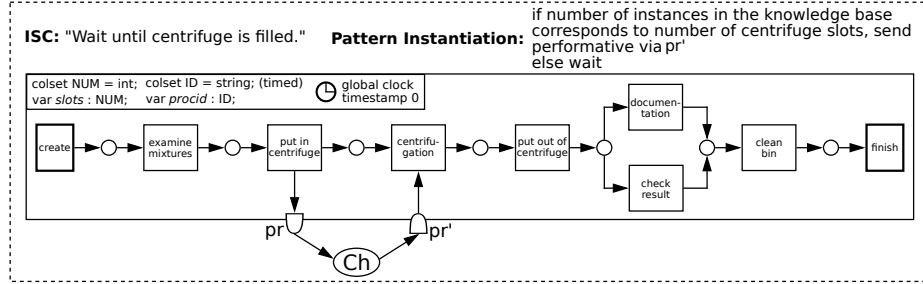 ISC: "Wait until centrifuge is filled."
Pattern Instantiation:
if number of instances in the knowledge base
corresponds to number of centrifuge slots, send
performative via pr'
else wait
colset NUM = int; colset ID = string; (timed)
var slots : NUM; var procid : ID;
global clock
timestamp 0
create
examine
mixtures
put in
centrifuge
centrifu-
gation
put out of
centrifuge
documen-
tation
check
result
clean
bin
finish
pr
pr'
Ch